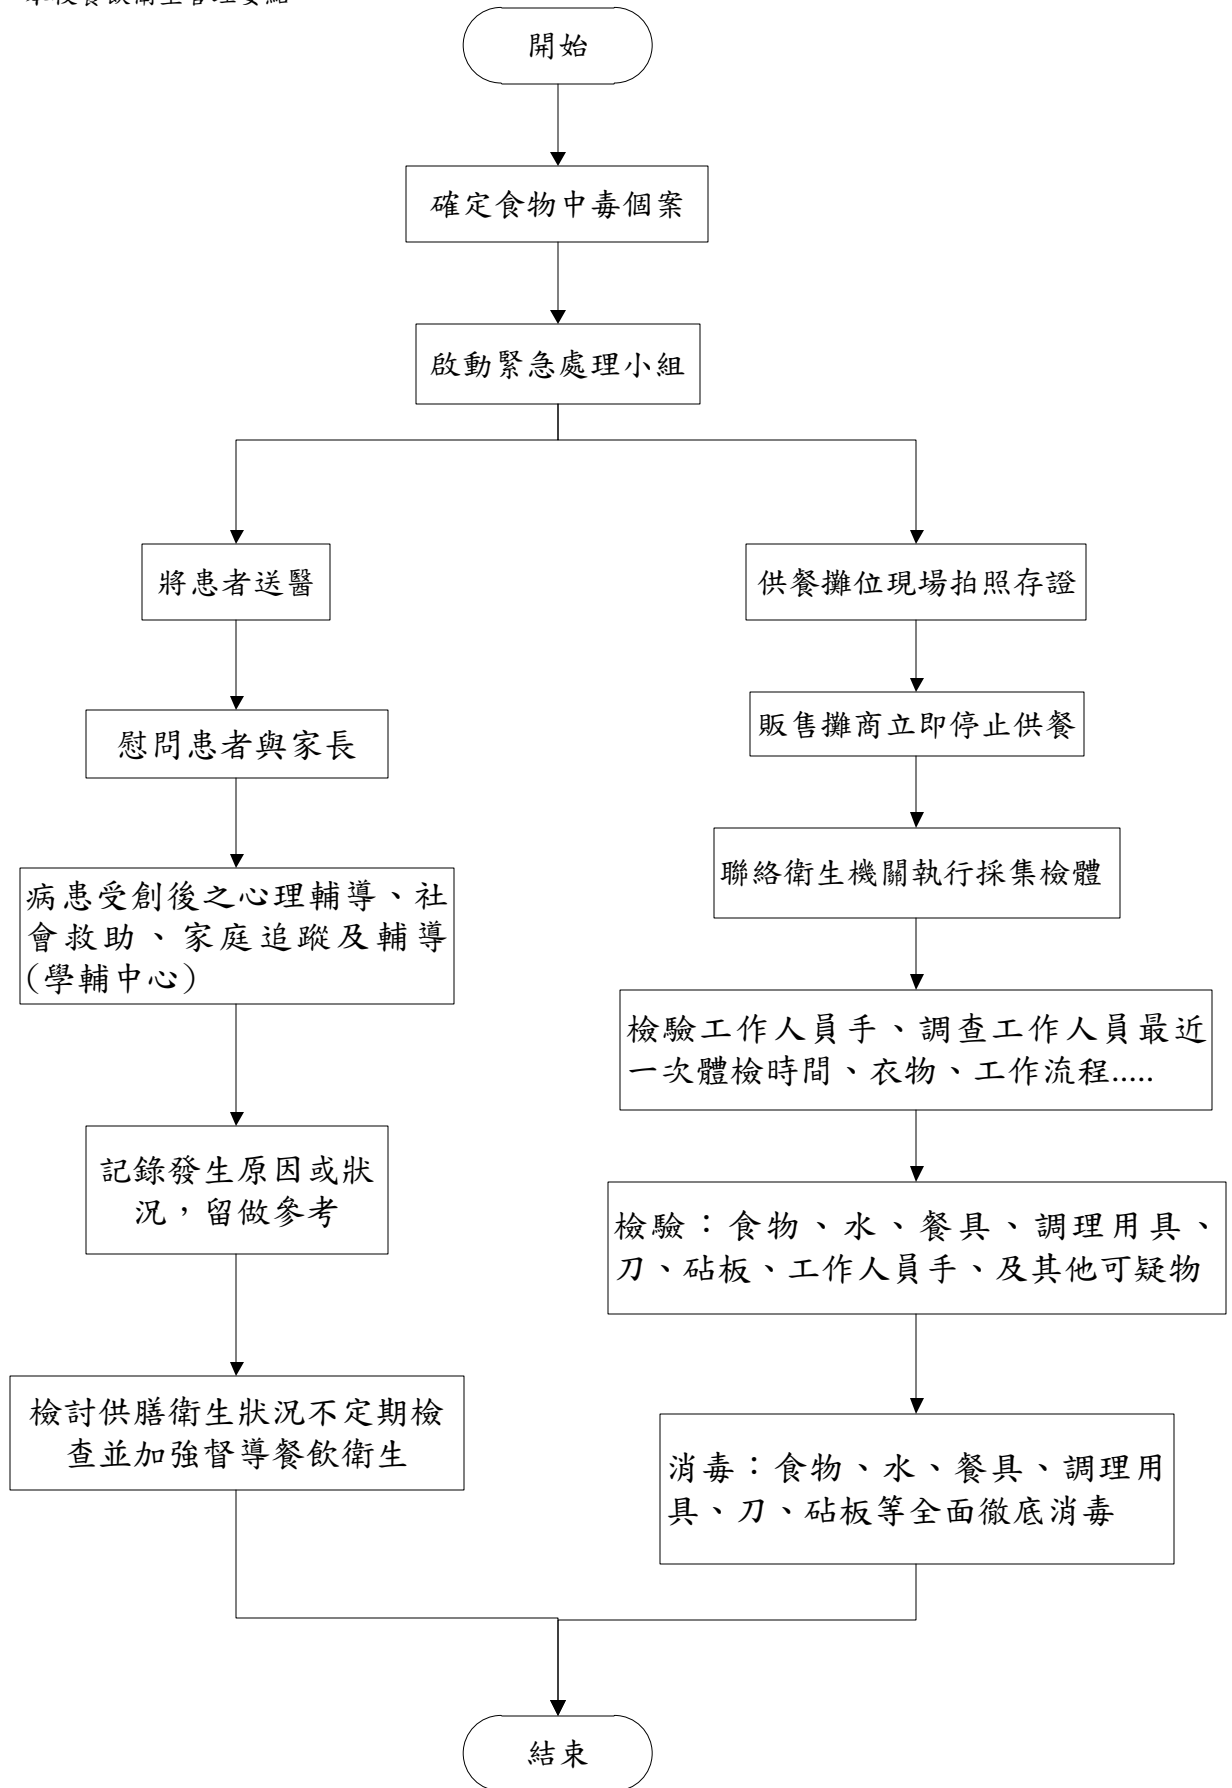 開始
確定食物中毒個案
啟動緊急處理小組
將患者送醫
慰問患者與家長
病患受創後之心理輔導、社
會救助、家庭追蹤及輔導
(學輔中心)
記錄發生原因或狀
況，留做參考
檢討供膳衛生狀況不定期檢
查並加強督導餐飲衛生
供餐攤位現場拍照存證
販售攤商立即停止供餐
聯絡衛生機關執行採集檢體
檢驗工作人員手、調查工作人員最近
一次體檢時間、衣物、工作流程.....
檢驗：食物、水、餐具、調理用具、
刀、砧板、工作人員手、及其他可疑物
消毒：食物、水、餐具、調理用
具、刀、砧板等全面徹底消毒
結束